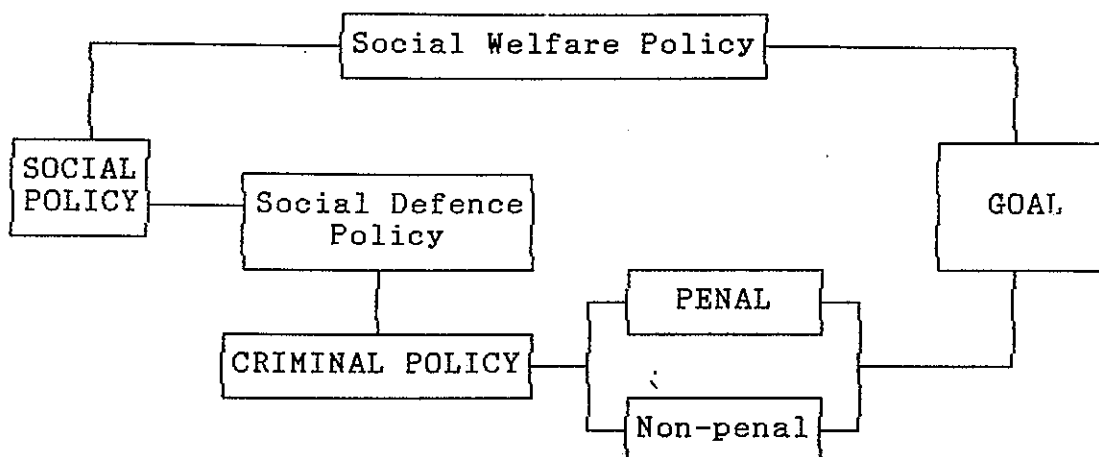 Social Welfare Policy
SOCIAL
POLICY
Social Defence
Policy
GOAL
PENAL
CRIMINAL POLICY
Non-penal